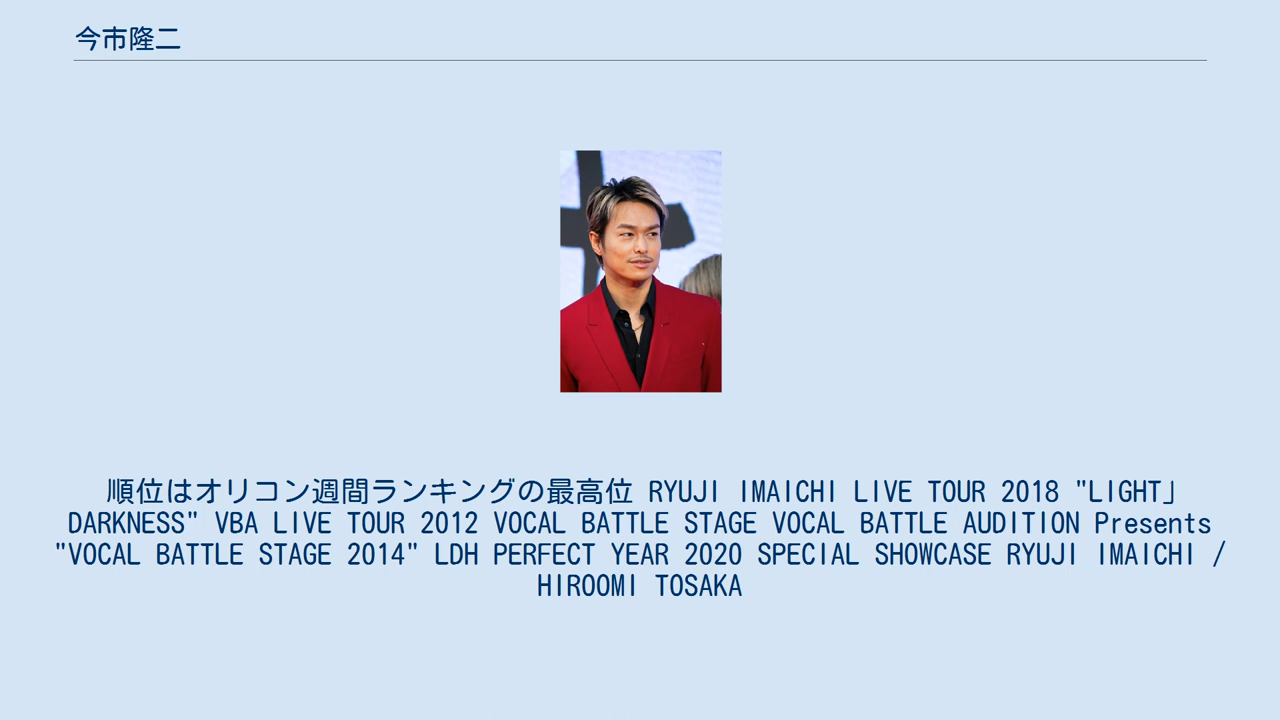 今市隆二
順位はオリコン週間ランキングの最高位 RYUJI IMAICHI LIVE TOUR 2018 "LIGHT」
DARKNESS" VBA LIVE TOUR 2012 VOCAL BATTLE STAGE VOCAL BATTLE AUDITION Presents
"VOCAL BATTLE STAGE 2014" LDH PERFECT YEAR 2020 SPECIAL SHOWCASE RYUJI IMAICHI /
HIROOMI TOSAKA